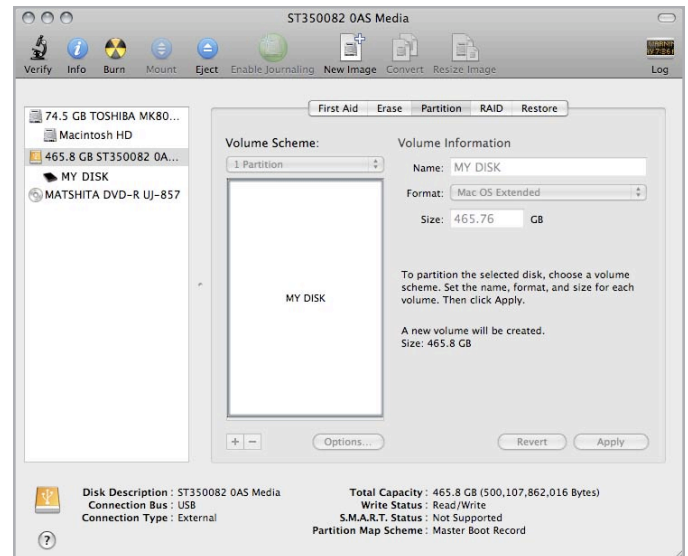 ST350082 0AS Media
Verify Info Burn Mount Eject Enable Journaling New Image Convert Resize Image Log
First Aid Erase Partition RAID Restore
74.5 GB TOSHIBA MK80...
Macintosh HD
465.8 GB ST350082 0A...
MY DISK
MATSHITA DVD-R UJ-857
Volume Scheme:
1 Partition
MY DISK
+ - Options...
Volume Information
Name: MY DISK
Format: Mac OS Extended
Size: 465.76 GB
To partition the selected disk, choose a volume
scheme. Set the name, format, and size for each
volume. Then click Apply.
A new volume will be created.
Size: 465.8 GB
Revert Apply
Disk Description : ST350082 0AS Media
Connection Bus : USB
Connection Type : External
Total Capacity : 465.8 GB (500,107,862,016 Bytes)
Write Status : Read/Write
S.M.A.R.T. Status : Not Supported
Partition Map Scheme : Master Boot Record
?